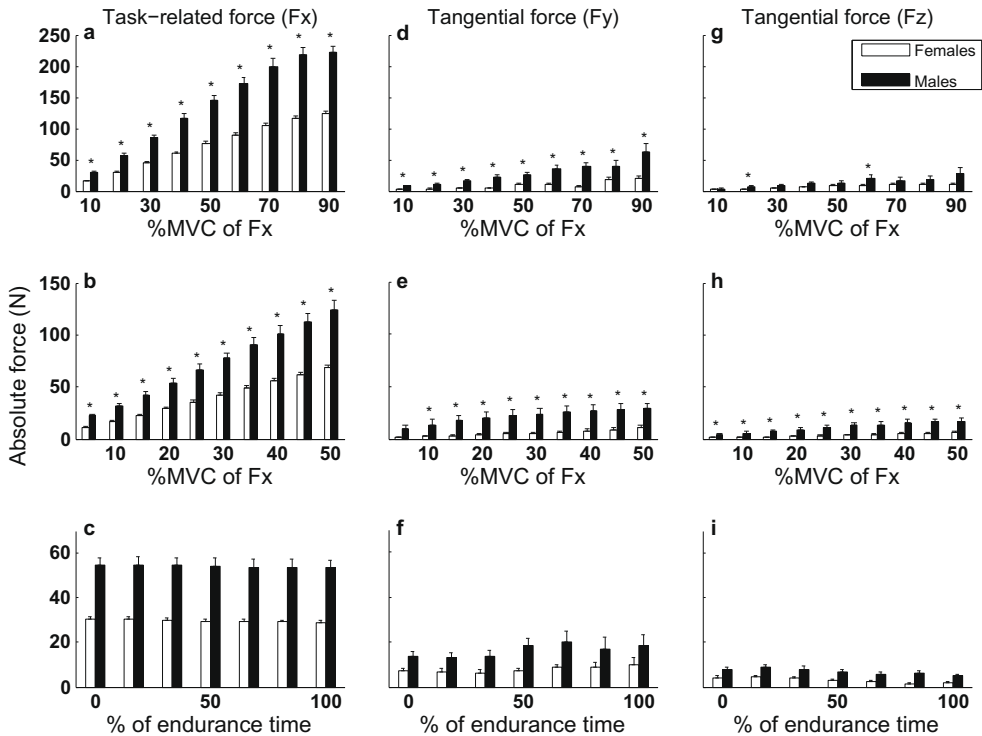 Task-related force (Fx)
Tangential force (Fy)
Tangential force (Fz)
a
d
g
Females
Males
250
200
150
100
50
0
* * * * * * * * *
* * * * * * * * *
* *
10 30 50 70 90
10 30 50 70 90
10 30 50 70 90
%MVC of Fx
%MVC of Fx
%MVC of Fx
Absolute force (N)
b
e
h
150
100
50
0
* * * * * * * * * *
* * * * * * * * *
* * * * * * * * * *
10 20 30 40 50
10 20 30 40 50
10 20 30 40 50
%MVC of Fx
%MVC of Fx
%MVC of Fx
c
f
i
60
40
20
0
0 50 100
0 50 100
0 50 100
% of endurance time
% of endurance time
% of endurance time